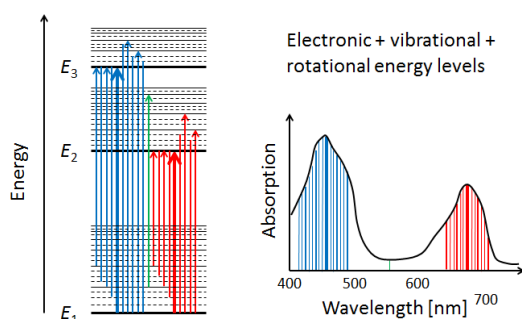 Energy
E3
E2
E1
Electronic + vibrational +
rotational energy levels
Absorption
400
500
600
700
Wavelength [nm]